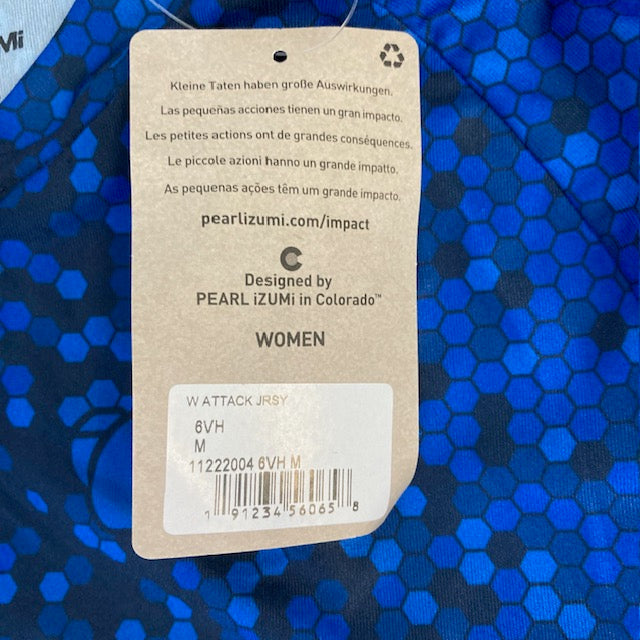 Mi
Kleine Taten haben große Auswirkungen.
Las pequeñas acciones tienen un gran impacto.
Les petites actions ont de grandes conséquences.
Le piccole azioni hanno un grande impatto.
As pequenas ações têm um grande impacto.
pearlizumi.com/impact
Designed by
PEARL iZUMi in Colorado™
WOMEN
W ATTACK JRSY
6VH
M
11222004 6VH M
1 91234 56065 8